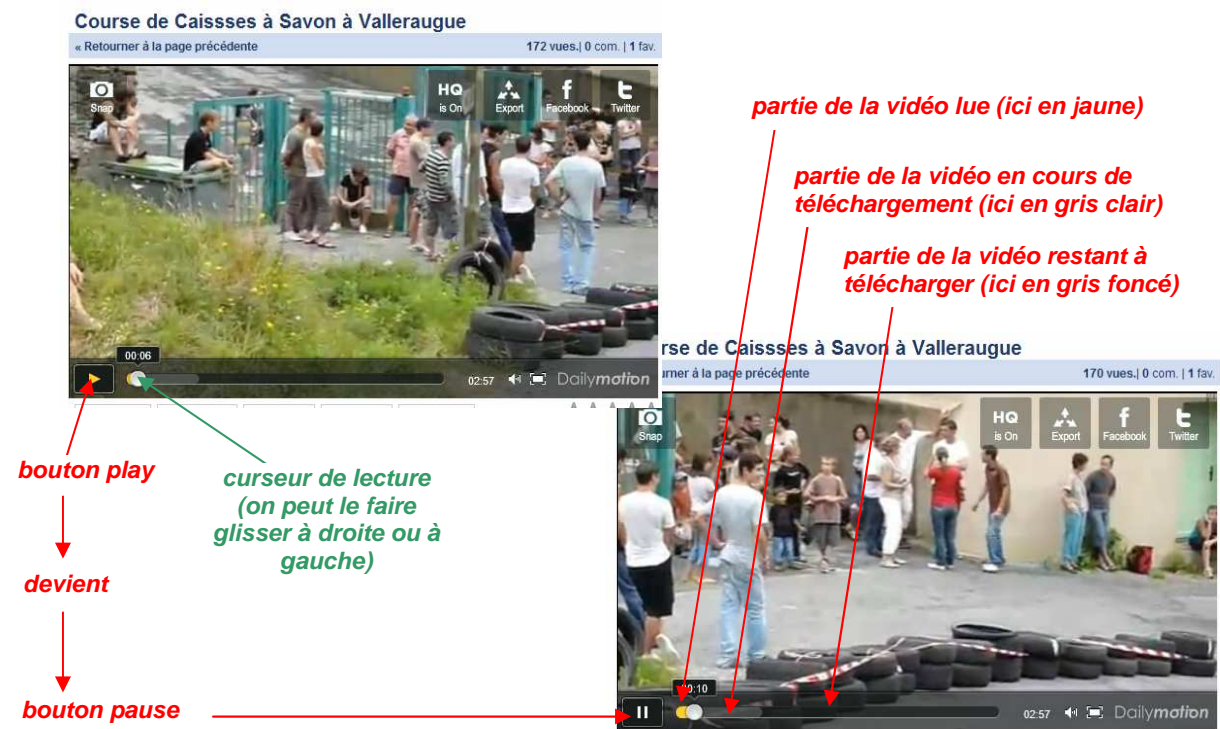 Course de Caissses à Savon à Valleraugue
« Retourner à la page précédente 172 vues.| 0 com. | 1 fav.
Snap
HQ
is On
Export
Facebook
Twitter
00:06
02:57
Dailymotion
partie de la vidéo lue (ici en jaune)
partie de la vidéo en cours de
téléchargement (ici en gris clair)
partie de la vidéo restant à
télécharger (ici en gris foncé)
bouton play
devient
bouton pause
curseur de lecture
(on peut le faire
glisser à droite ou à
gauche)
rse de Caissses à Savon à Valleraugue
urner à la page précédente 170 vues.| 0 com. | 1 fav.
Snap
HQ
is On
Export
Facebook
Twitter
00:10
02:57
Dailymotion